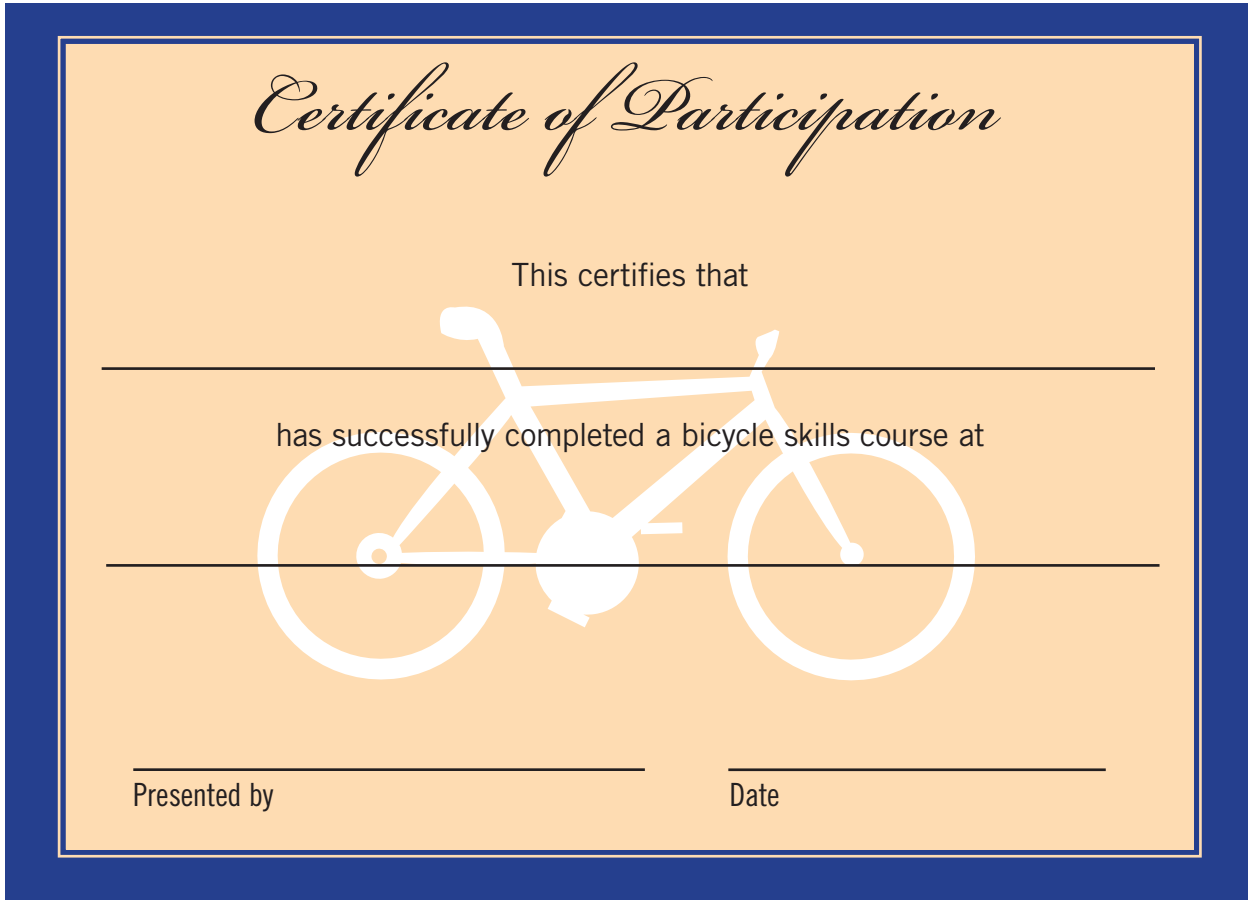 Certificate of Participation
This certifies that
has successfully completed a bicycle skills course at
Presented by
Date